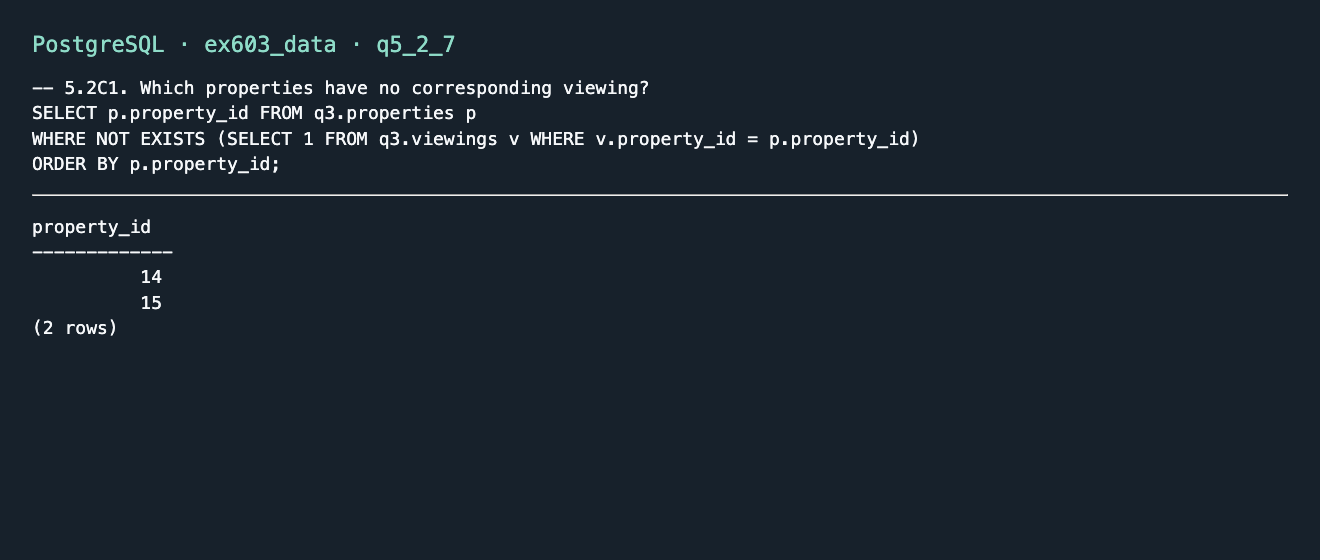 PostgreSQL · ex603_data · q5_2_7
-- 5.2C1. Which properties have no corresponding viewing?
SELECT p.property_id FROM q3.properties p
WHERE NOT EXISTS (SELECT 1 FROM q3.viewings v WHERE v.property_id = p.property_id)
ORDER BY p.property_id;
property_id
-------------
14
15
(2 rows)